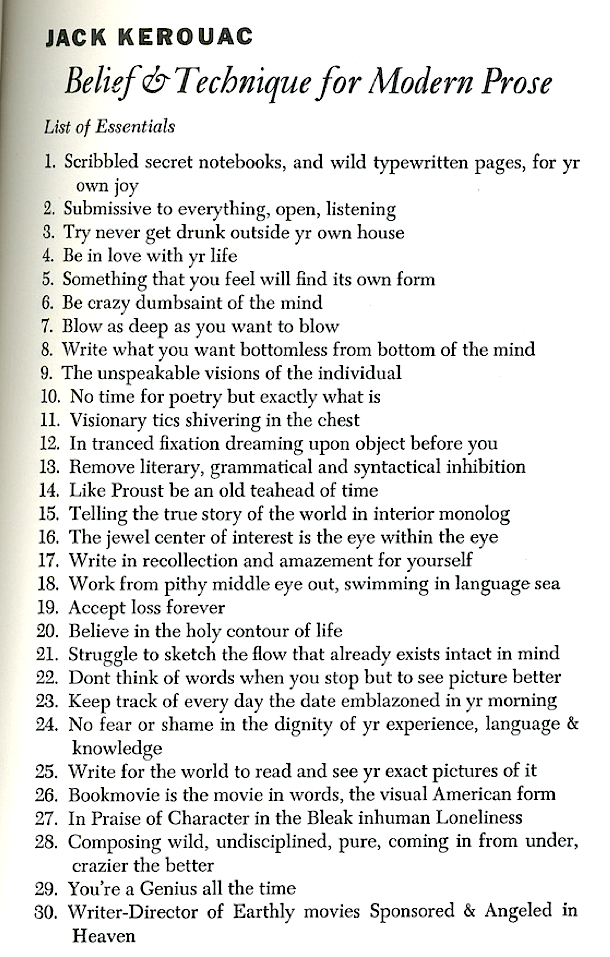 JACK KEROUAC
Belief & Technique for Modern Prose
List of Essentials
1. Scribbled secret notebooks, and wild typewritten pages, for yr
own joy
2. Submissive to everything, open, listening
3. Try never get drunk outside yr own house
4. Be in love with yr life
5. Something that you feel will find its own form
6. Be crazy dumbsaint of the mind
7. Blow as deep as you want to blow
8. Write what you want bottomless from bottom of the mind
9. The unspeakable visions of the individual
10. No time for poetry but exactly what is
11. Visionary tics shivering in the chest
12. In tranced fixation dreaming upon object before you
13. Remove literary, grammatical and syntactical inhibition
14. Like Proust be an old teahead of time
15. Telling the true story of the world in interior monolog
16. The jewel center of interest is the eye within the eye
17. Write in recollection and amazement for yourself
18. Work from pithy middle eye out, swimming in language sea
19. Accept loss forever
20. Believe in the holy contour of life
21. Struggle to sketch the flow that already exists intact in mind
22. Dont think of words when you stop but to see picture better
23. Keep track of every day the date emblazoned in yr morning
24. No fear or shame in the dignity of yr experience, language &
knowledge
25. Write for the world to read and see yr exact pictures of it
26. Bookmovie is the movie in words, the visual American form
27. In Praise of Character in the Bleak inhuman Loneliness
28. Composing wild, undisciplined, pure, coming in from under,
crazier the better
29. You're a Genius all the time
30. Writer-Director of Earthly movies Sponsored & Angeled in
Heaven